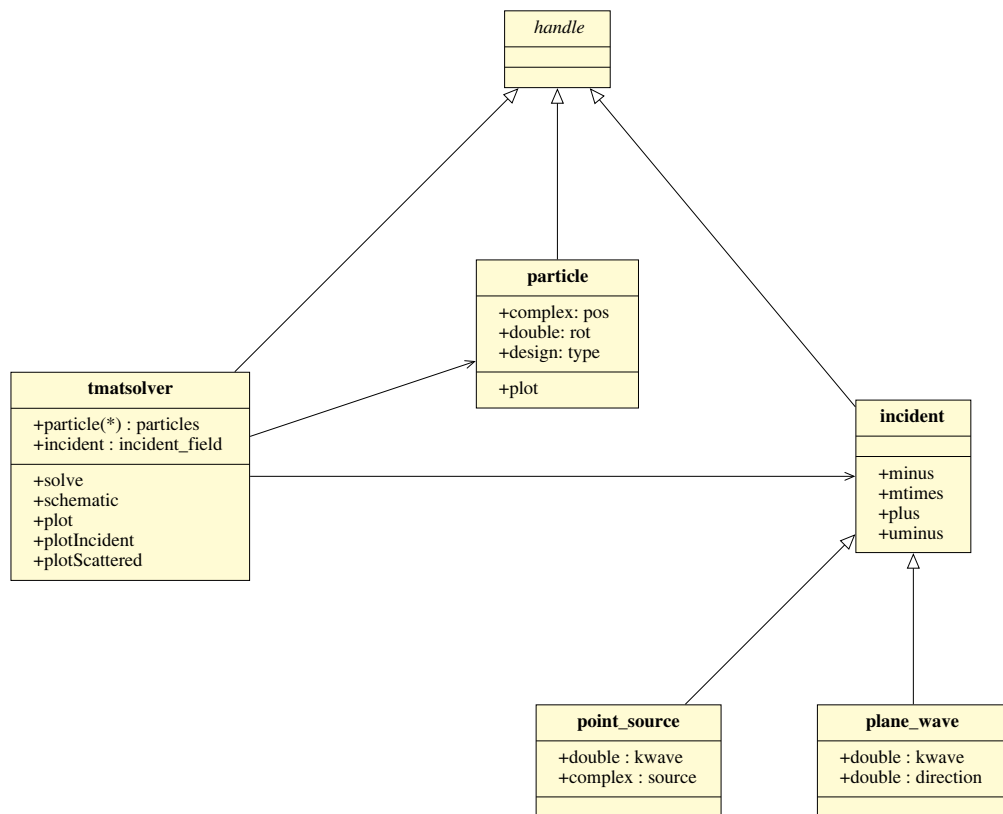 handle
particle
+complex: pos
+double: rot
+design: type
+plot
tmatsolver
+particle(*) : particles
+incident : incident_field
+solve
+schematic
+plot
+plotIncident
+plotScattered
incident
+minus
+mtimes
+plus
+uminus
point_source
+double : kwave
+complex : source
plane_wave
+double : kwave
+double : direction